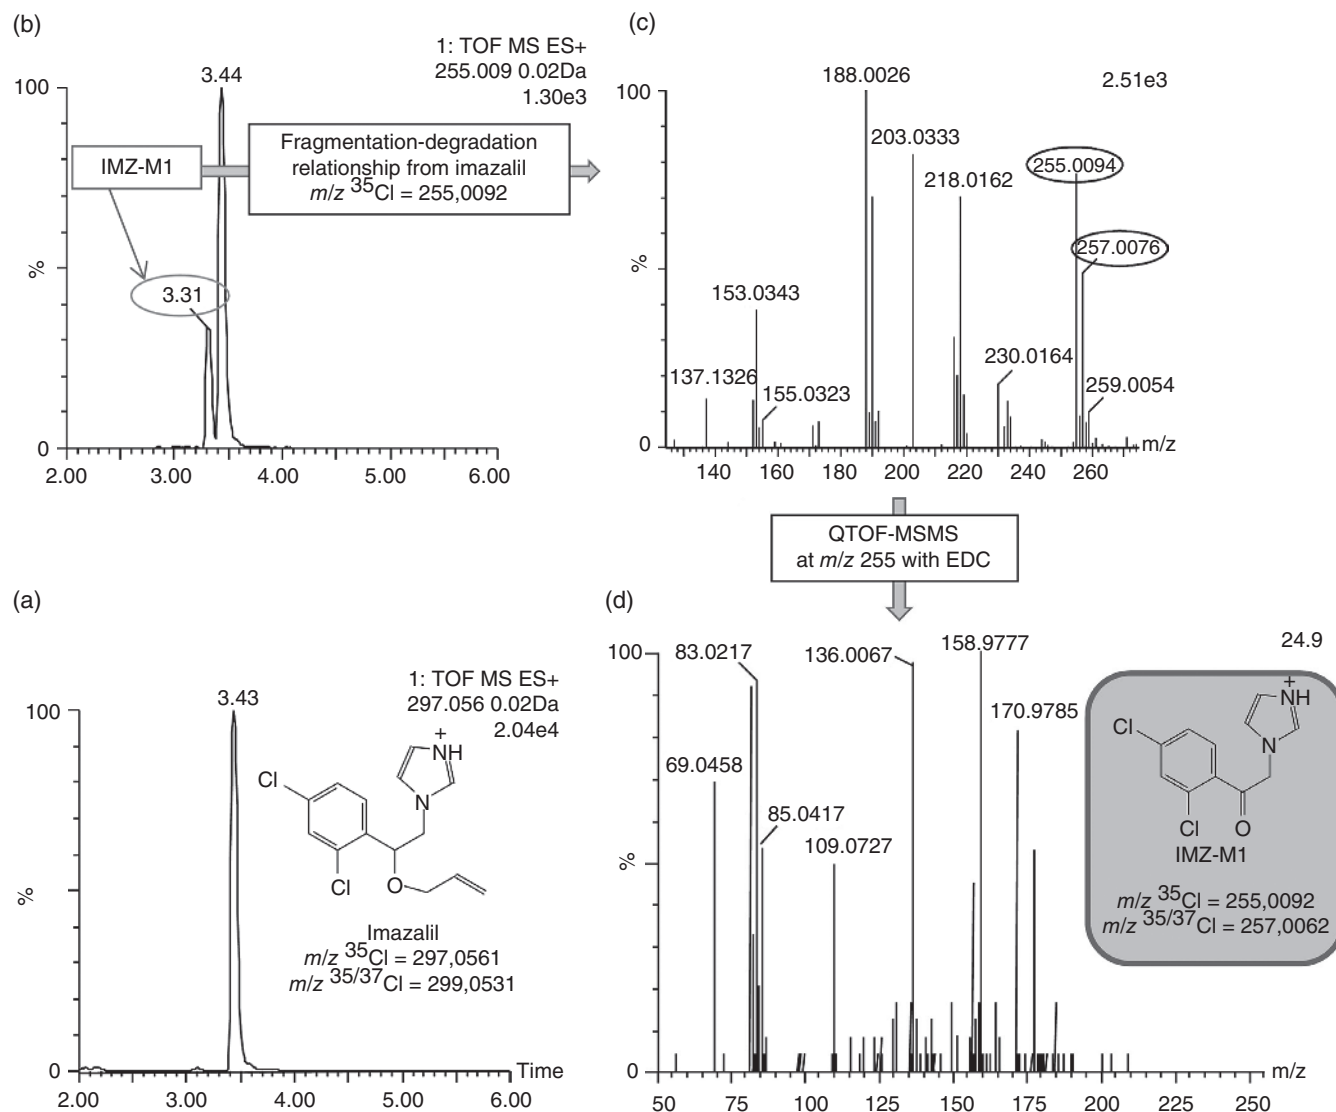 (b)
1: TOF MS ES+
255.009 0.02Da
1.30e3
100
3.44
IMZ-M1
Fragmentation-degradation
relationship from imazalil
m/z 35Cl = 255,0092
%
3.31
0
2.00 3.00 4.00 5.00 6.00
(c)
188.0026
2.51e3
100
203.0333
255.0094
218.0162
257.0076
%
153.0343
230.0164
137.1326
155.0323
259.0054
0
m/z
140 160 180 200 220 240 260
QTOF-MSMS
at m/z 255 with EDC
(a)
1: TOF MS ES+
297.056 0.02Da
2.04e4
100
3.43
+
NH
N
Cl
Cl
O
%
Imazalil
m/z 35Cl = 297,0561
m/z 35/37Cl = 299,0531
0
Time
2.00 3.00 4.00 5.00 6.00
(d)
100
83.0217
136.0067
158.9777
24.9
170.9785
69.0458
85.0417
109.0727
%
+
NH
N
Cl
Cl
O
IMZ-M1
m/z 35Cl = 255,0092
m/z 35/37Cl = 257,0062
0
m/z
50 75 100 125 150 175 200 225 250